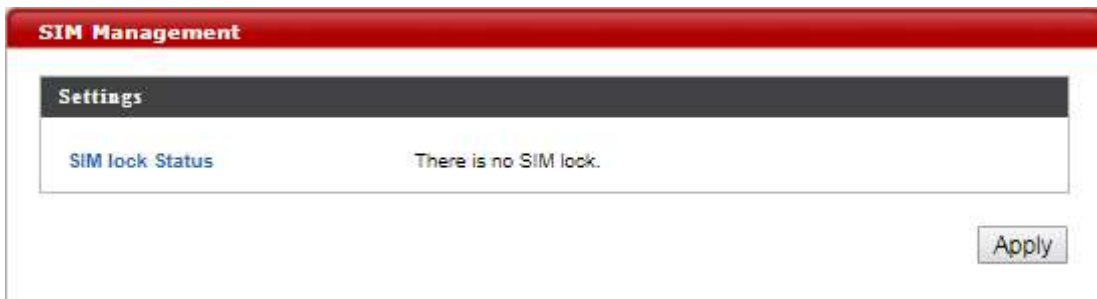 SIM Management
Settings
SIM lock Status There is no SIM lock.
Apply